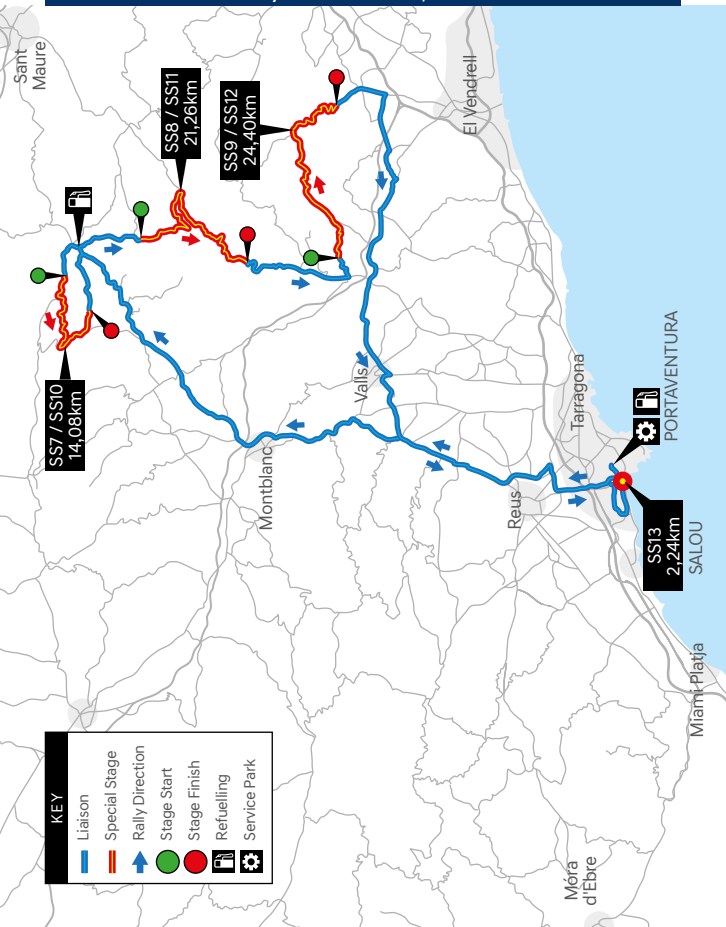 Sant
Maure
SS7 / SS10
14,08km
SS8 / SS11
21,26km
SS9 / SS12
24,40km
El Vendrell
Montblanc
Valls
Reus
Tarragona
PORTAVENTURA
SS13
2,24km
SALOU
Miami Platja
Móra
d'Ebre
KEY
Liaison
Special Stage
Rally Direction
Stage Start
Stage Finish
Refuelling
Service Park